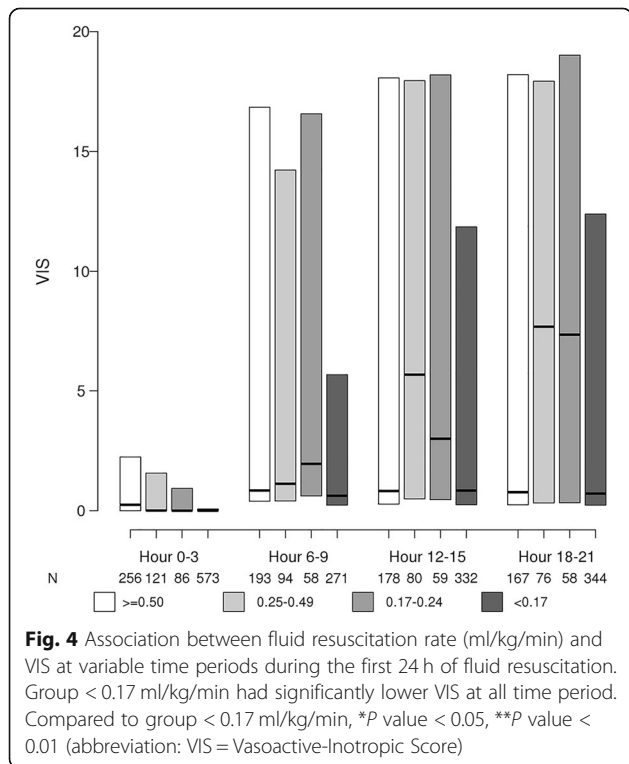 20
15
10
5
0
VIS
Hour 0-3 Hour 6-9 Hour 12-15 Hour 18-21
N 256 121 86 573 193 94 58 271 178 80 59 332 167 76 58 344
>=0.50 0.25-0.49 0.17-0.24 <0.17
Fig. 4 Association between fluid resuscitation rate (ml/kg/min) and
VIS at variable time periods during the first 24 h of fluid resuscitation.
Group < 0.17 ml/kg/min had significantly lower VIS at all time period.
Compared to group < 0.17 ml/kg/min, *P value < 0.05, **P value <
0.01 (abbreviation: VIS = Vasoactive-Inotropic Score)